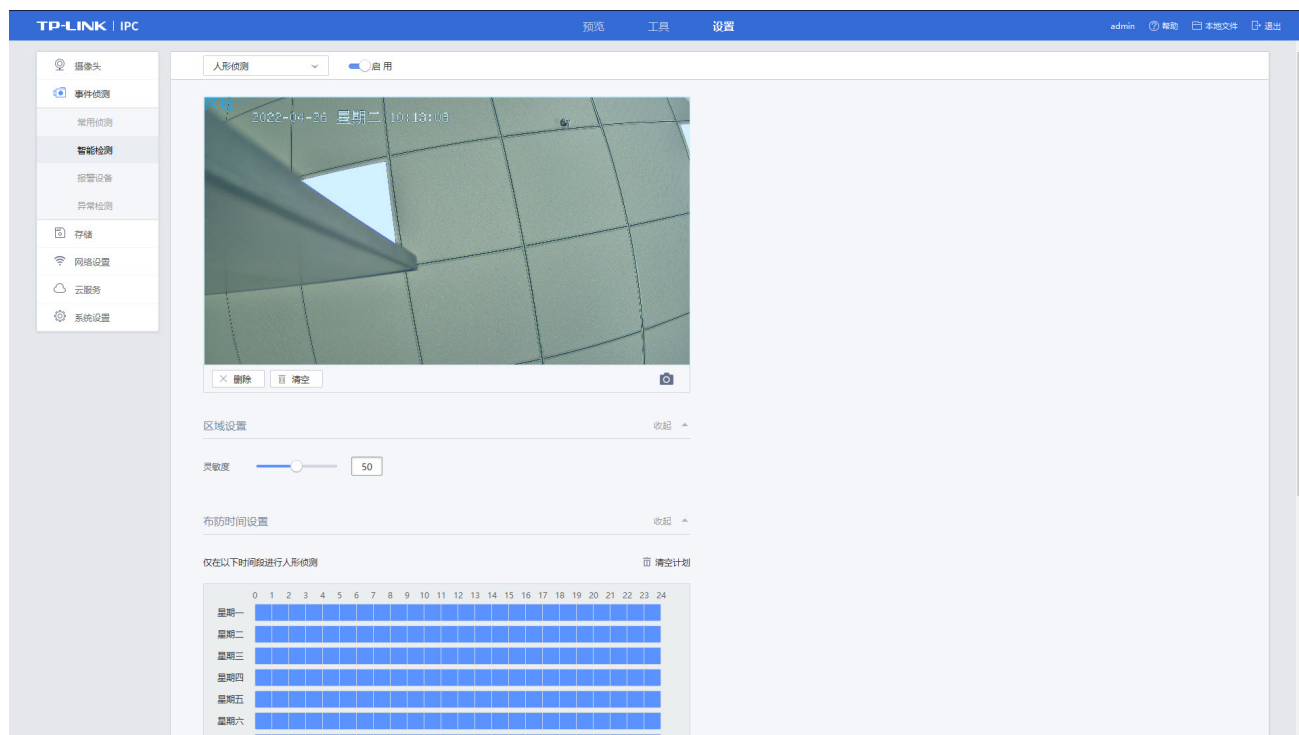 TP-LINK | IPC 预览 工具 设置 admin 帮助 本地文件 退出
摄像头
事件侦测
常用侦测
智能检测
报警设备
异常检测
存储
网络设置
云服务
系统设置
人形侦测 启用
2022-04-26 星期二 10:13:08
删除 清空
区域设置 收起
灵敏度 50
布防时间设置 收起
仅在以下时间段进行人形侦测 清空计划
0 1 2 3 4 5 6 7 8 9 10 11 12 13 14 15 16 17 18 19 20 21 22 23 24
星期一
星期二
星期三
星期四
星期五
星期六